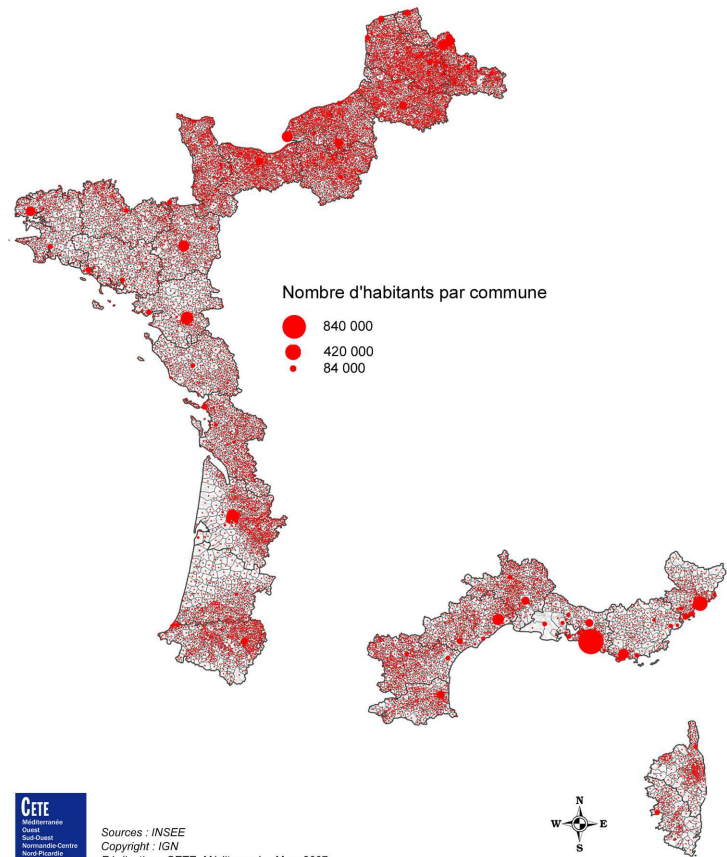 Nombre d'habitants par commune
840 000
420 000
84 000
N
W E
S
CETE
Méditerranée
Ouest
Sud-Ouest
Normandie-Centre
Nord-Picardie
Sources : INSEE
Copyright : IGN